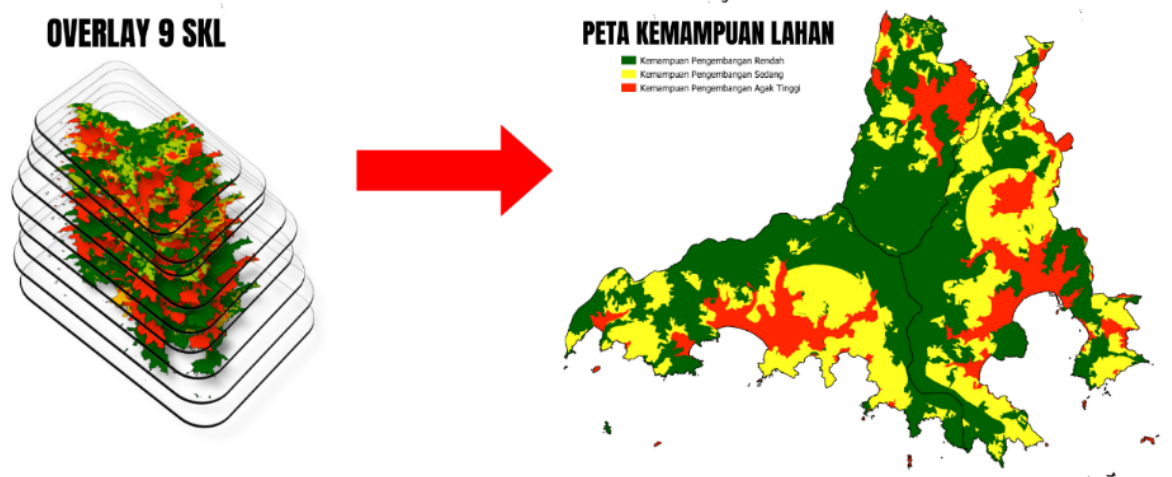 OVERLAY 9 SKL
PETA KEMAMPUAN LAHAN
Kemampuan Pengembangan Rendah
Kemampuan Pengembangan Sedang
Kemampuan Pengembangan Agak Tinggi